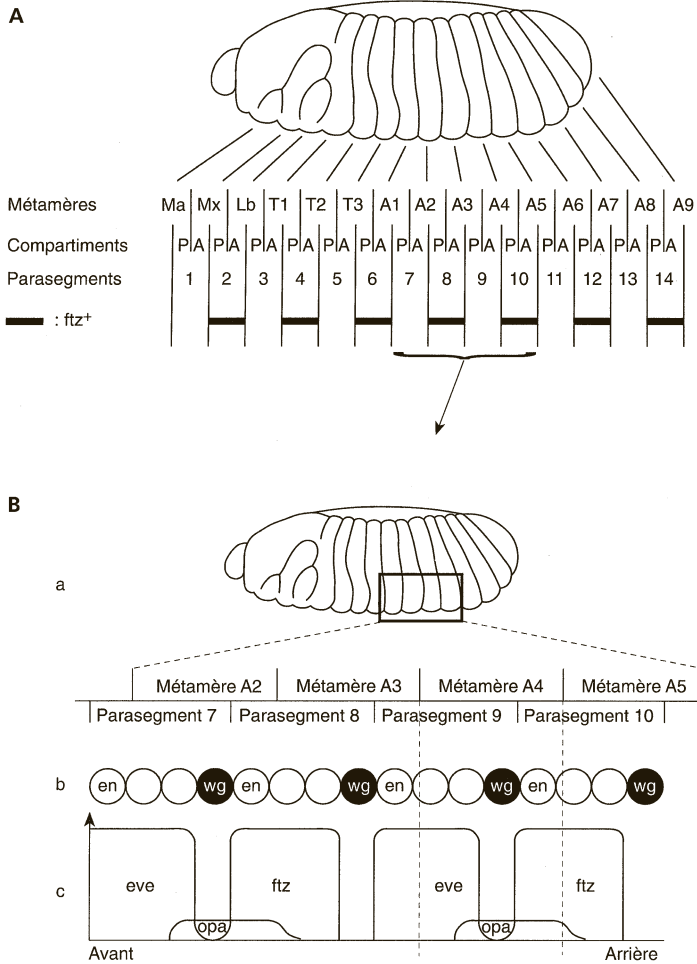 A
Métamères Ma Mx Lb T1 T2 T3 A1 A2 A3 A4 A5 A6 A7 A8 A9
Compartiments P A P A P A P A P A P A P A P A P A P A P A P A P A P A
Parasegments 1 2 3 4 5 6 7 8 9 10 11 12 13 14
: ftz+
B
a
Métamère A2 Métamère A3 Métamère A4 Métamère A5
Parasegment 7 Parasegment 8 Parasegment 9 Parasegment 10
b en wg en wg en wg en wg
c eve ftz eve ftz
opa opa
Avant Arrière